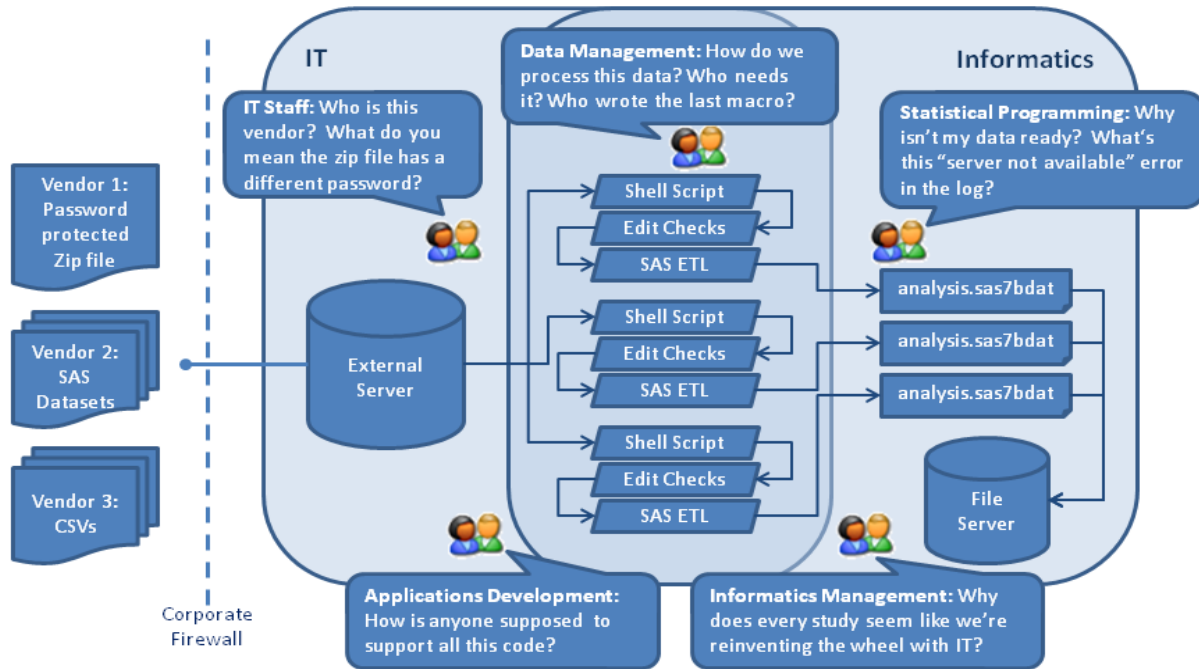 IT
Informatics
Data Management: How do we
process this data? Who needs
it? Who wrote the last macro?
IT Staff: Who is this
vendor? What do you
mean the zip file has a
different password?
Statistical Programming: Why
isn't my data ready? What's
this “server not available” error
in the log?
Vendor 1:
Password
protected
Zip file
Vendor 2:
SAS
Datasets
Vendor 3:
CSVs
Corporate
Firewall
External
Server
Shell Script
Edit Checks
SAS ETL
Shell Script
Edit Checks
SAS ETL
Shell Script
Edit Checks
SAS ETL
analysis.sas7bdat
analysis.sas7bdat
analysis.sas7bdat
File
Server
Applications Development:
How is anyone supposed to
support all this code?
Informatics Management: Why
does every study seem like we're
reinventing the wheel with IT?